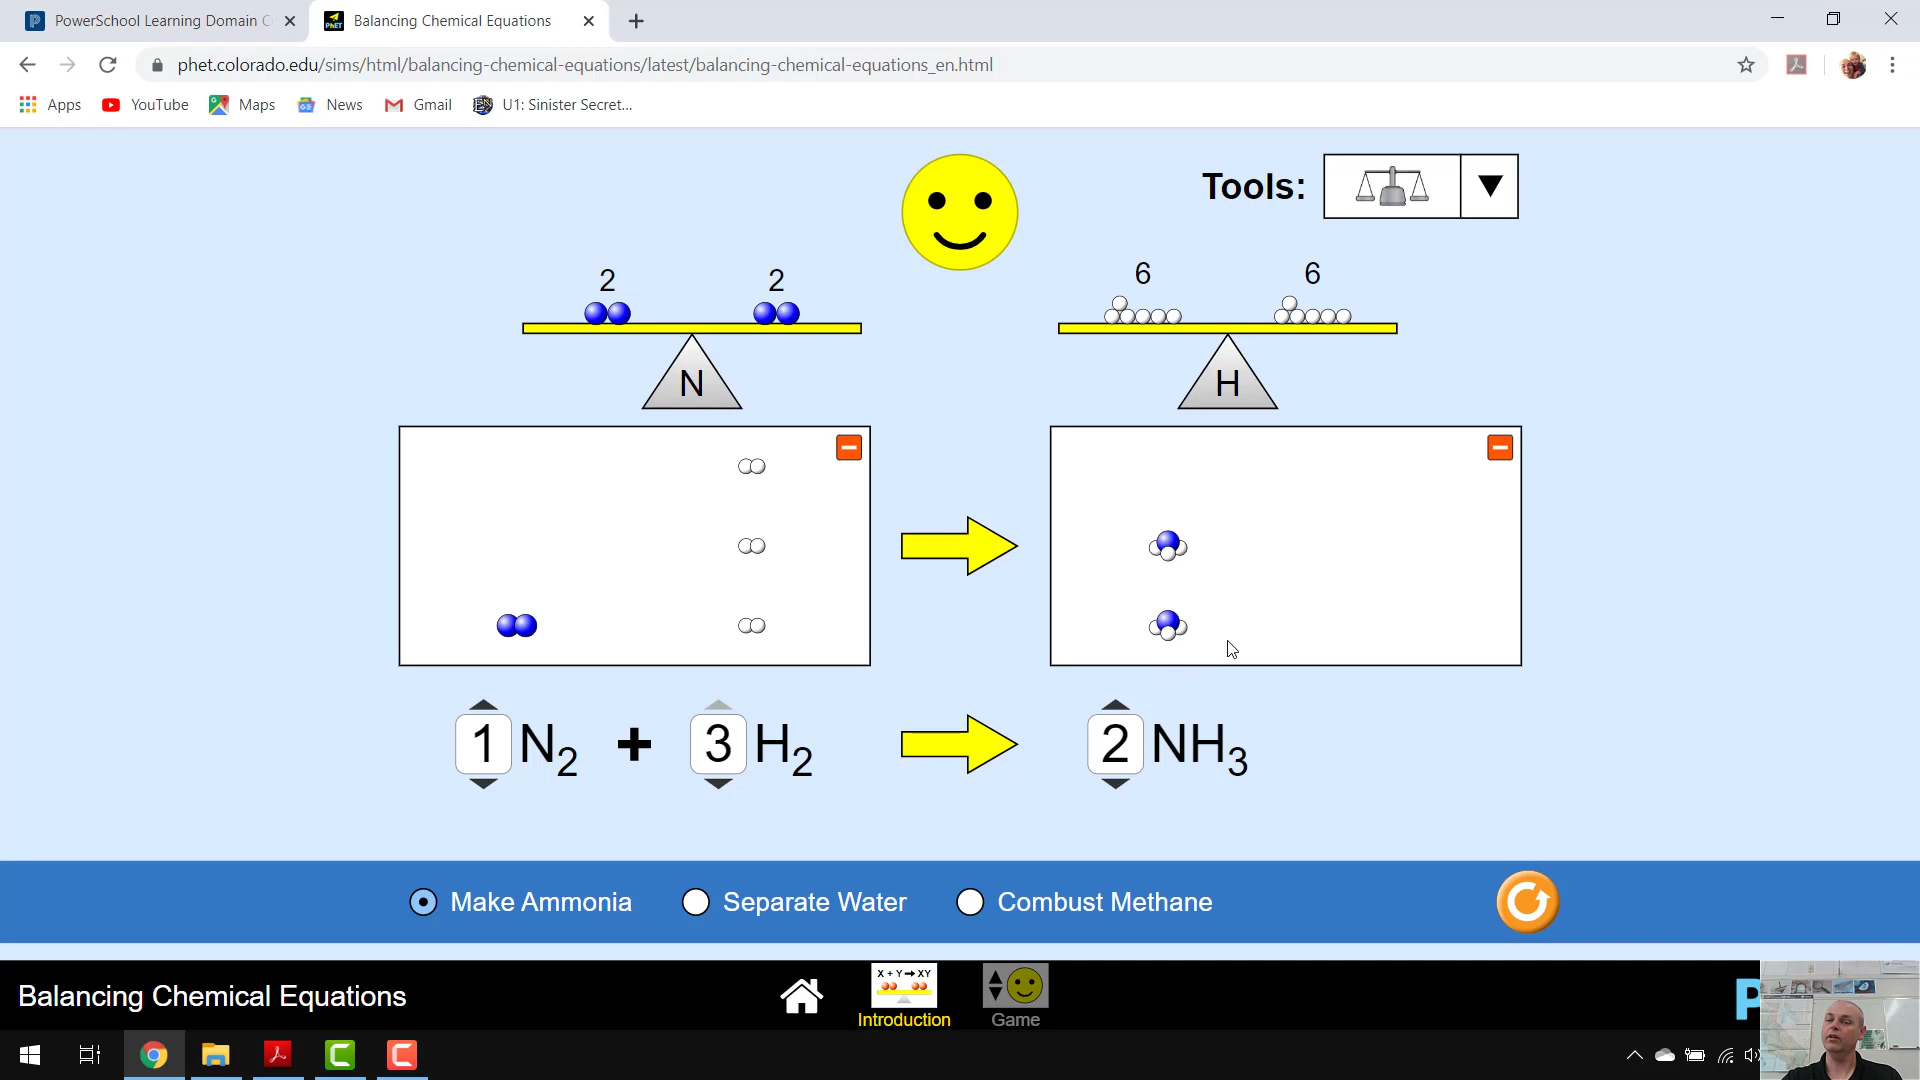 PowerSchool Learning Domain C
Balancing Chemical Equations
phet.colorado.edu/sims/html/balancing-chemical-equations/latest/balancing-chemical-equations_en.html
Apps YouTube Maps News Gmail U1: Sinister Secret...
Tools:
2 2 6 6
N H
1 N2 + 3 H2 2 NH3
Make Ammonia Separate Water Combust Methane
Balancing Chemical Equations
X + Y → XY
Introduction
Game
P